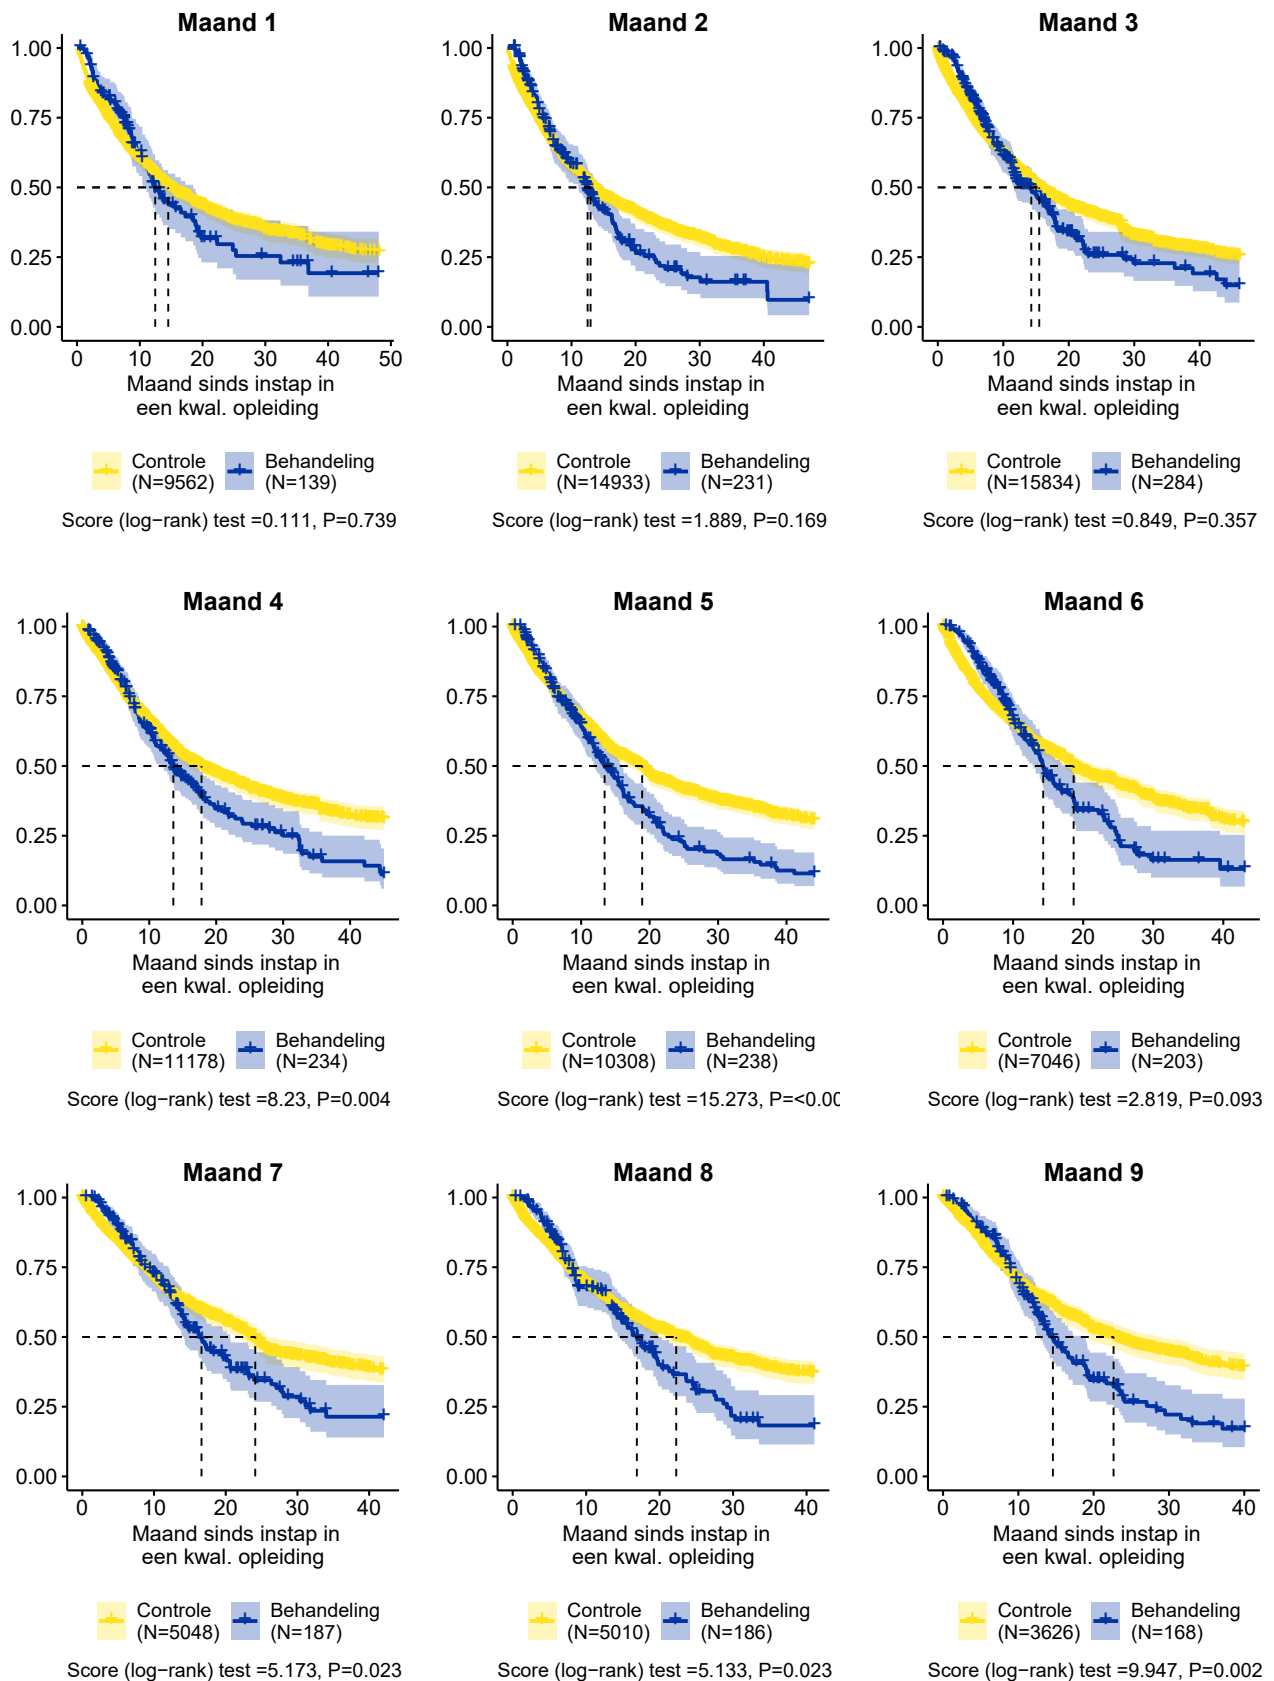 Maand 1
1.00
0.75
0.50
0.25
0.00
0 10 20 30 40 50
Maand sinds instap in
een kwal. opleiding
Controle
(N=9562)
Behandeling
(N=139)
Score (log−rank) test =0.111, P=0.739
Maand 2
1.00
0.75
0.50
0.25
0.00
0 10 20 30 40
Maand sinds instap in
een kwal. opleiding
Controle
(N=14933)
Behandeling
(N=231)
Score (log−rank) test =1.889, P=0.169
Maand 3
1.00
0.75
0.50
0.25
0.00
0 10 20 30 40
Maand sinds instap in
een kwal. opleiding
Controle
(N=15834)
Behandeling
(N=284)
Score (log−rank) test =0.849, P=0.357
Maand 4
1.00
0.75
0.50
0.25
0.00
0 10 20 30 40
Maand sinds instap in
een kwal. opleiding
Controle
(N=11178)
Behandeling
(N=234)
Score (log−rank) test =8.23, P=0.004
Maand 5
1.00
0.75
0.50
0.25
0.00
0 10 20 30 40
Maand sinds instap in
een kwal. opleiding
Controle
(N=10308)
Behandeling
(N=238)
Score (log−rank) test =15.273, P=<0.00
Maand 6
1.00
0.75
0.50
0.25
0.00
0 10 20 30 40
Maand sinds instap in
een kwal. opleiding
Controle
(N=7046)
Behandeling
(N=203)
Score (log−rank) test =2.819, P=0.093
Maand 7
1.00
0.75
0.50
0.25
0.00
0 10 20 30 40
Maand sinds instap in
een kwal. opleiding
Controle
(N=5048)
Behandeling
(N=187)
Score (log−rank) test =5.173, P=0.023
Maand 8
1.00
0.75
0.50
0.25
0.00
0 10 20 30 40
Maand sinds instap in
een kwal. opleiding
Controle
(N=5010)
Behandeling
(N=186)
Score (log−rank) test =5.133, P=0.023
Maand 9
1.00
0.75
0.50
0.25
0.00
0 10 20 30 40
Maand sinds instap in
een kwal. opleiding
Controle
(N=3626)
Behandeling
(N=168)
Score (log−rank) test =9.947, P=0.002